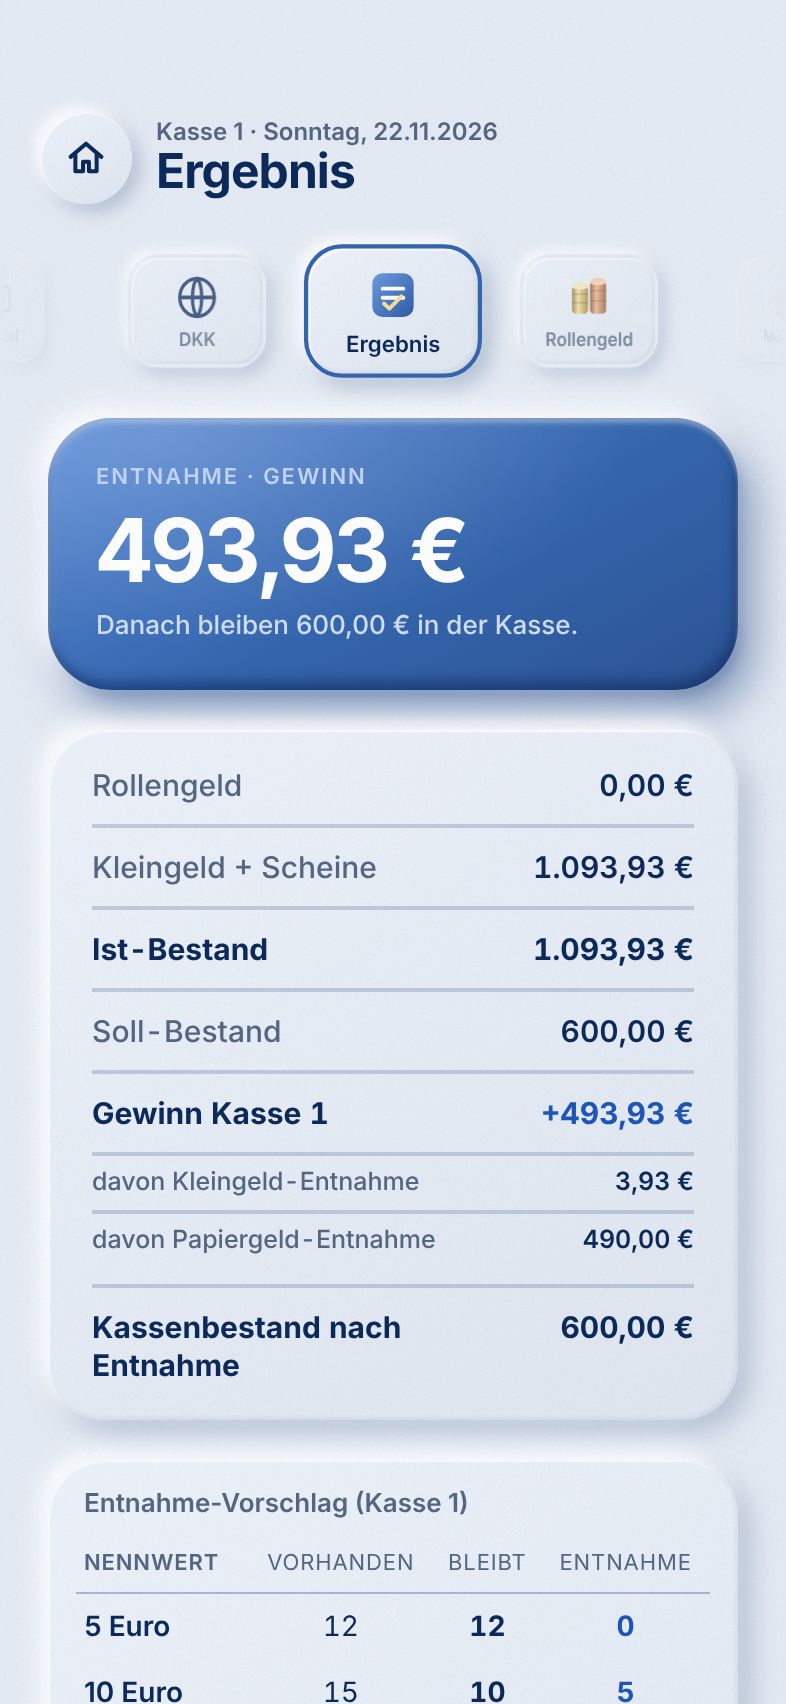 Kasse 1 · Sonntag, 22.11.2026
Ergebnis
DKK
Ergebnis
Rollengeld
ENTNAHME · GEWINN
493,93 €
Danach bleiben 600,00 € in der Kasse.
Rollengeld 0,00 €
Kleingeld + Scheine 1.093,93 €
Ist-Bestand 1.093,93 €
Soll-Bestand 600,00 €
Gewinn Kasse 1 +493,93 €
davon Kleingeld-Entnahme 3,93 €
davon Papiergeld-Entnahme 490,00 €
Kassenbestand nach 600,00 €
Entnahme
Entnahme-Vorschlag (Kasse 1)
NENNWERT VORHANDEN BLEIBT ENTNAHME
5 Euro 12 12 0
10 Euro 15 10 5